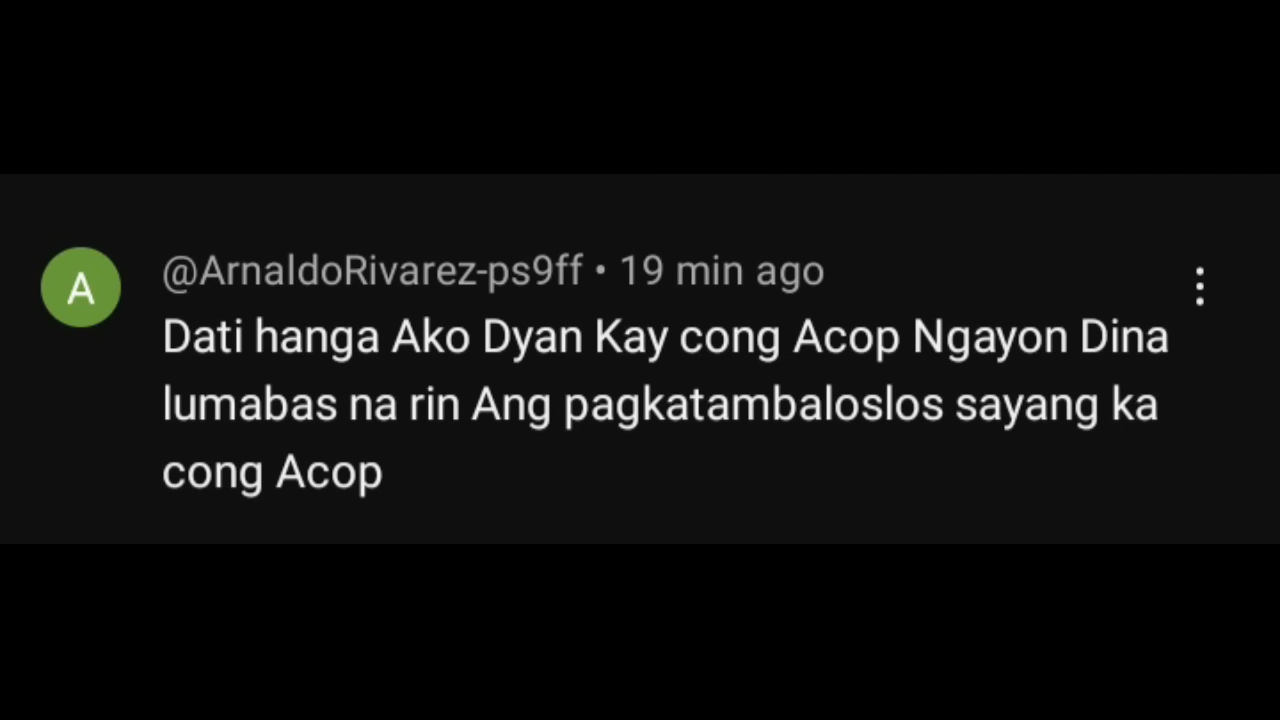 A
@ArnaldoRivarez-ps9ff • 19 min ago
Dati hanga Ako Dyan Kay cong Acop Ngayon Dina
lumabas na rin Ang pagkatambaloslos sayang ka
cong Acop